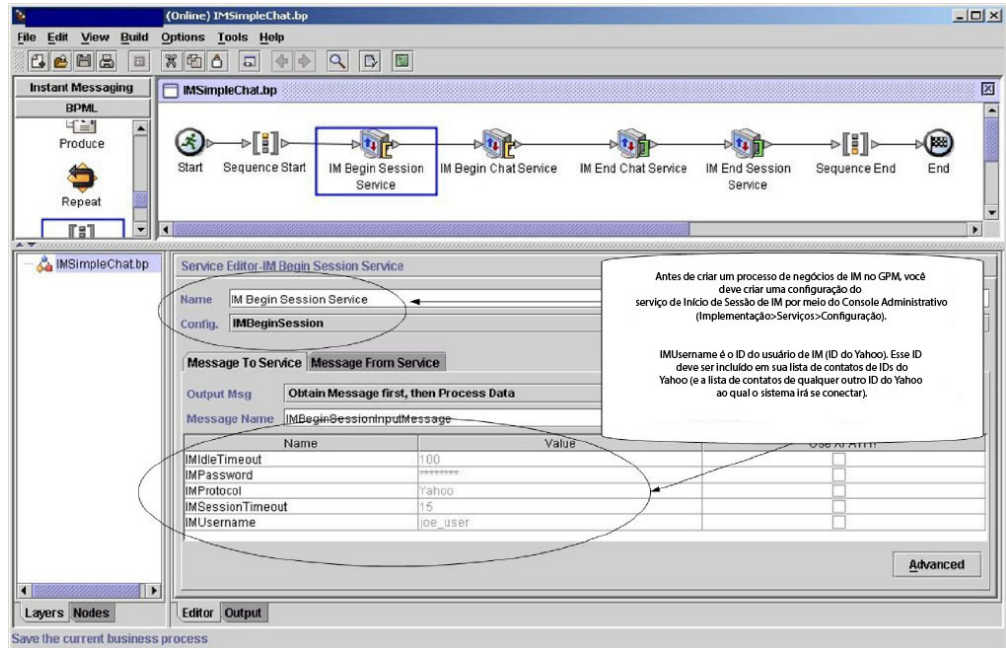 (Online) IMSimpleChat.bp
File Edit View Build Options Tools Help
Instant Messaging
BPML
Produce
Repeat
IMSimpleChat.bp
Start
Sequence Start
IM Begin Session
Service
IM Begin Chat Service
IM End Chat Service
IM End Session
Service
Sequence End
End
IMSimpleChat.bp
Service Editor-IM Begin Session Service
Name IM Begin Session Service
Config. IMBeginSession
Message To Service Message From Service
Output Msg Obtain Message first, then Process Data
Message Name IMBeginSessionInputMessage
Name Value Use XPATH?
IMIdleTimeout 100
IMPassword ********
IMProtocol Yahoo
IMSessionTimeout 15
IMUsername joe_user
Antes de criar um processo de negócios de IM no GPM, você
deve criar uma configuração do
serviço de Início de Sessão de IM por meio do Console Administrativo
(Implementação>Serviços>Configuração).
IMUsername é o ID do usuário de IM (ID do Yahoo). Esse ID
deve ser incluído em sua lista de contatos de IDs do
Yahoo (e a lista de contatos de qualquer outro ID do Yahoo
ao qual o sistema irá se conectar).
Advanced
Layers Nodes
Editor Output
Save the current business process